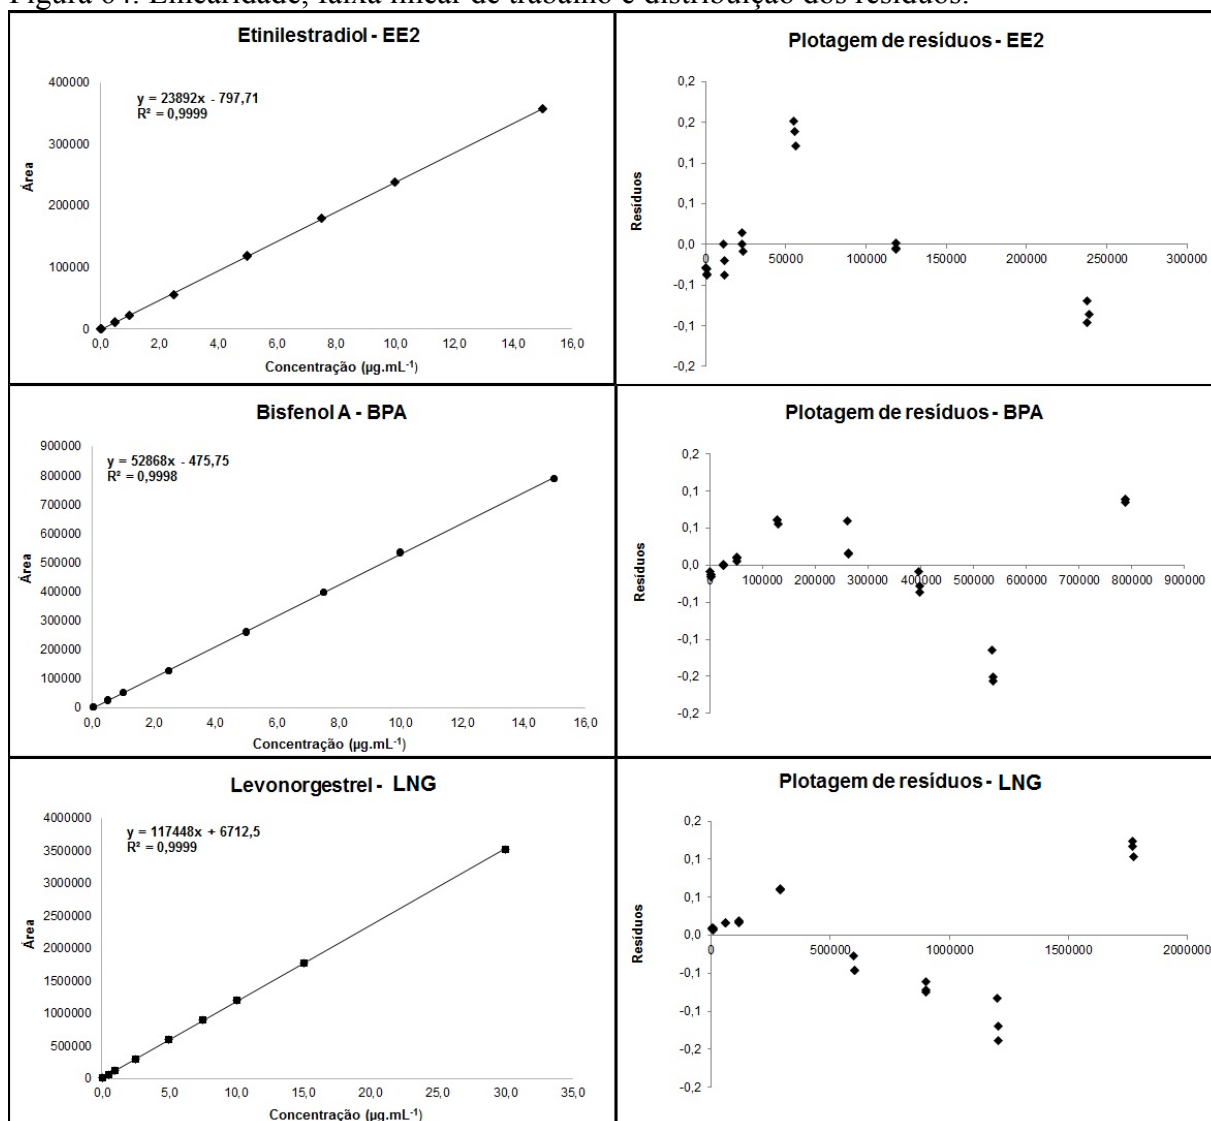 Figura 64. Linearidade, faixa linear de trabalho e distribuição dos resíduos.
Etinilestradiol - EE2
y = 23892x - 797,71
R² = 0,9999
400000
300000
200000
100000
0
Área
0,0 2,0 4,0 6,0 8,0 10,0 12,0 14,0 16,0
Concentração (µg.mL⁻¹)
Plotagem de resíduos - EE2
0,2
0,2
0,1
0,1
0,0
-0,1
-0,1
-0,2
Resíduos
0 50000 100000 150000 200000 250000 300000
Bisfenol A - BPA
y = 52868x - 475,75
R² = 0,9998
900000
800000
700000
600000
500000
400000
300000
200000
100000
0
Área
0,0 2,0 4,0 6,0 8,0 10,0 12,0 14,0 16,0
Concentração (µg.mL⁻¹)
Plotagem de resíduos - BPA
0,2
0,1
0,1
0,0
-0,1
-0,1
-0,2
-0,2
Resíduos
0 100000 200000 300000 400000 500000 600000 700000 800000 900000
Levonorgestrel - LNG
y = 117448x + 6712,5
R² = 0,9999
4000000
3500000
3000000
2500000
2000000
1500000
1000000
500000
0
Área
0,0 5,0 10,0 15,0 20,0 25,0 30,0 35,0
Concentração (µg.mL⁻¹)
Plotagem de resíduos - LNG
0,2
0,1
0,1
0,0
-0,1
-0,1
-0,2
-0,2
Resíduos
0 500000 1000000 1500000 2000000